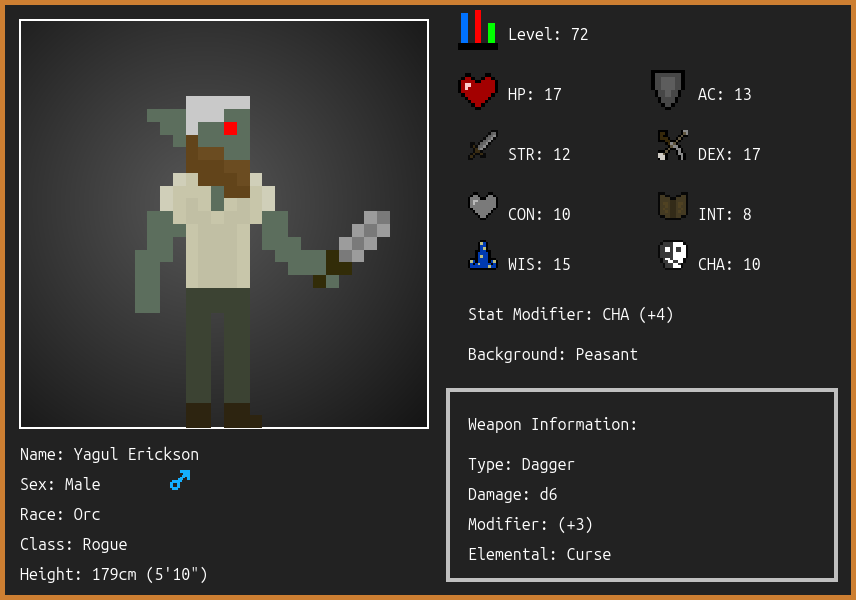 Level: 72
HP: 17
AC: 13
STR: 12
DEX: 17
CON: 10
INT: 8
WIS: 15
CHA: 10
Stat Modifier: CHA (+4)
Background: Peasant
Weapon Information:
Type: Dagger
Damage: d6
Modifier: (+3)
Elemental: Curse
Name: Yagul Erickson
Sex: Male
Race: Orc
Class: Rogue
Height: 179cm (5'10")